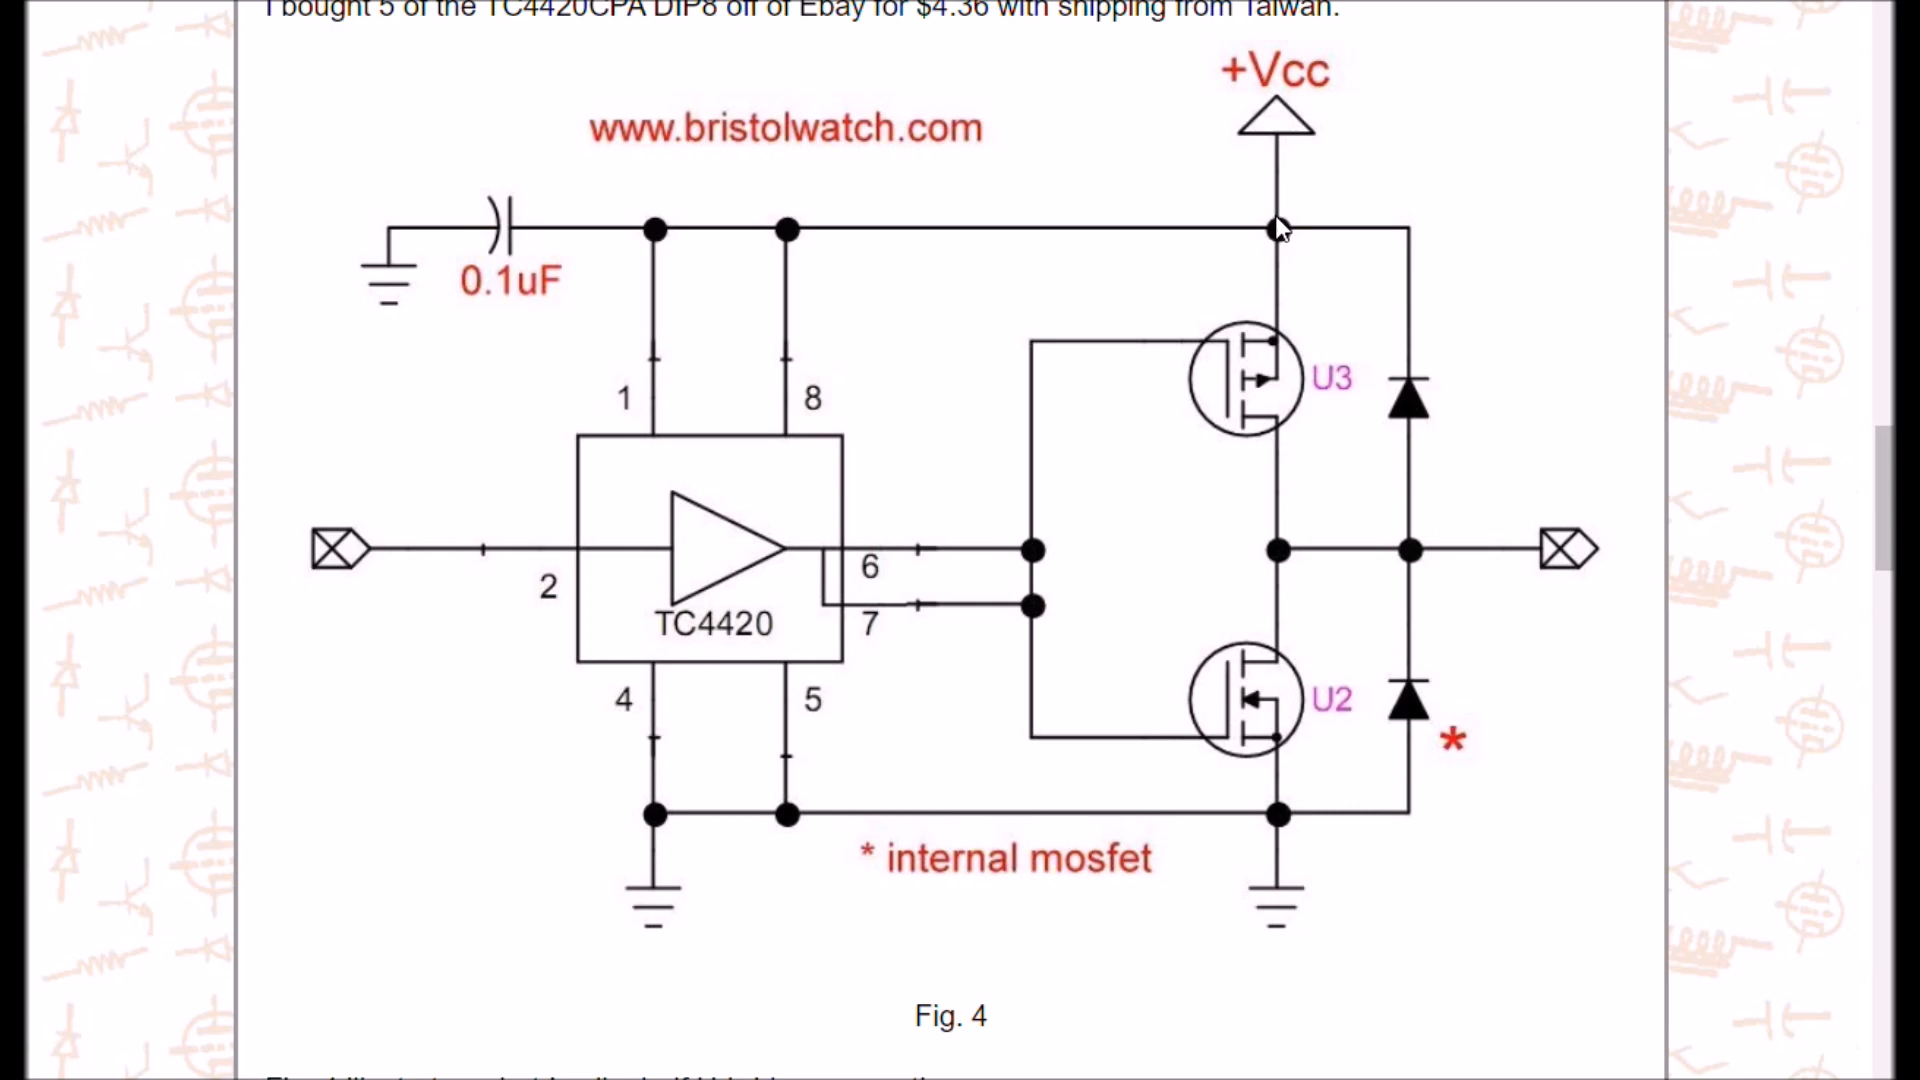 I bought 5 of the TC4420CPA DIP8 off of Ebay for $4.36 with shipping from Taiwan.
+Vcc
www.bristolwatch.com
0.1uF
1
8
U3
2
6
TC4420
7
4
5
U2
*
* internal mosfet
Fig. 4